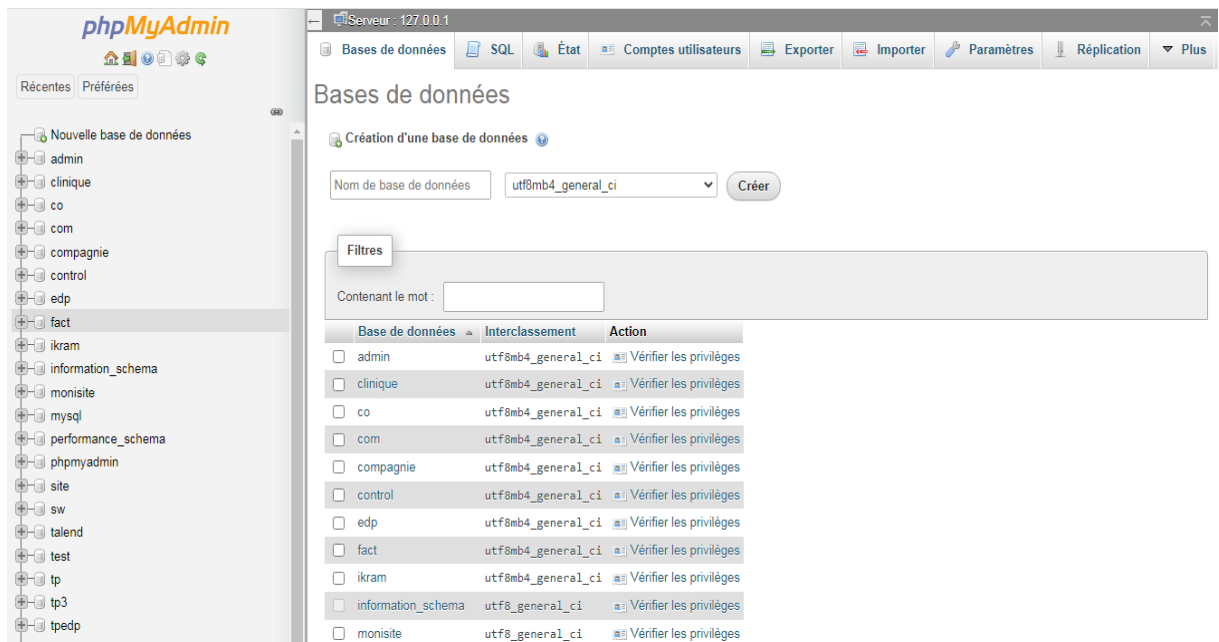 phpMyAdmin
Récentes Préférées
Nouvelle base de données
admin
clinique
co
com
compagnie
control
edp
fact
ikram
information_schema
monisite
mysql
performance_schema
phpmyadmin
site
sw
talend
test
tp
tp3
tpedp
Serveur : 127.0.0.1
Bases de données SQL État Comptes utilisateurs Exporter Importer Paramètres Réplication Plus
Bases de données
Création d'une base de données
Nom de base de données utf8mb4_general_ci Créer
Filtres
Contenant le mot :
Base de données Interclassement Action
admin utf8mb4_general_ci Vérifier les privilèges
clinique utf8mb4_general_ci Vérifier les privilèges
co utf8mb4_general_ci Vérifier les privilèges
com utf8mb4_general_ci Vérifier les privilèges
compagnie utf8mb4_general_ci Vérifier les privilèges
control utf8mb4_general_ci Vérifier les privilèges
edp utf8mb4_general_ci Vérifier les privilèges
fact utf8mb4_general_ci Vérifier les privilèges
ikram utf8mb4_general_ci Vérifier les privilèges
information_schema utf8_general_ci Vérifier les privilèges
monisite utf8_general_ci Vérifier les privilèges